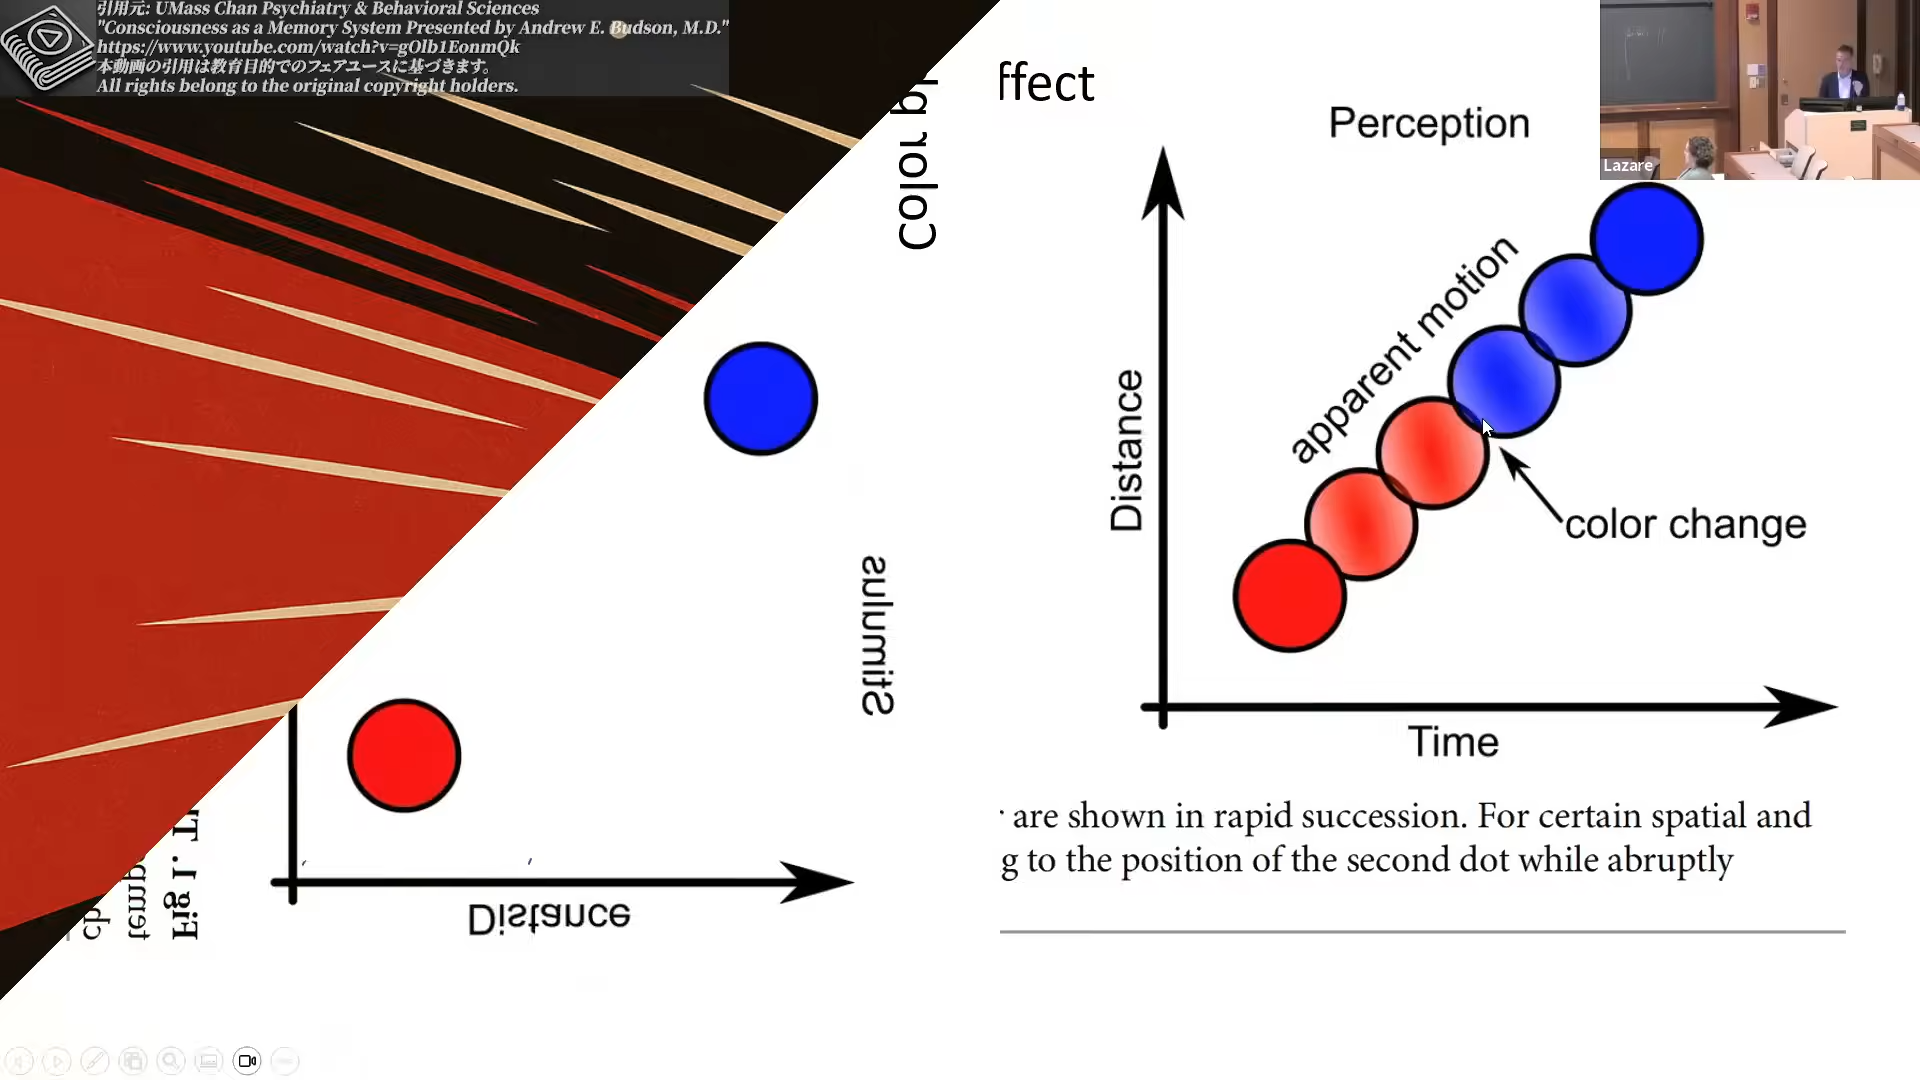 引用元: UMass Chan Psychiatry & Behavioral Sciences
"Consciousness as a Memory System Presented by Andrew E. Budson, M.D."
https://www.youtube.com/watch?v=gOlb1EonmQk
本動画の引用は教育目的でのフェアユースに基づきます。
All rights belong to the original copyright holders.
Color
ffect
Perception
Lazare
apparent motion
Distance
color change
Time
Stimulus
Distance
Fig 1.
are shown in rapid succession. For certain spatial and
g to the position of the second dot while abruptly